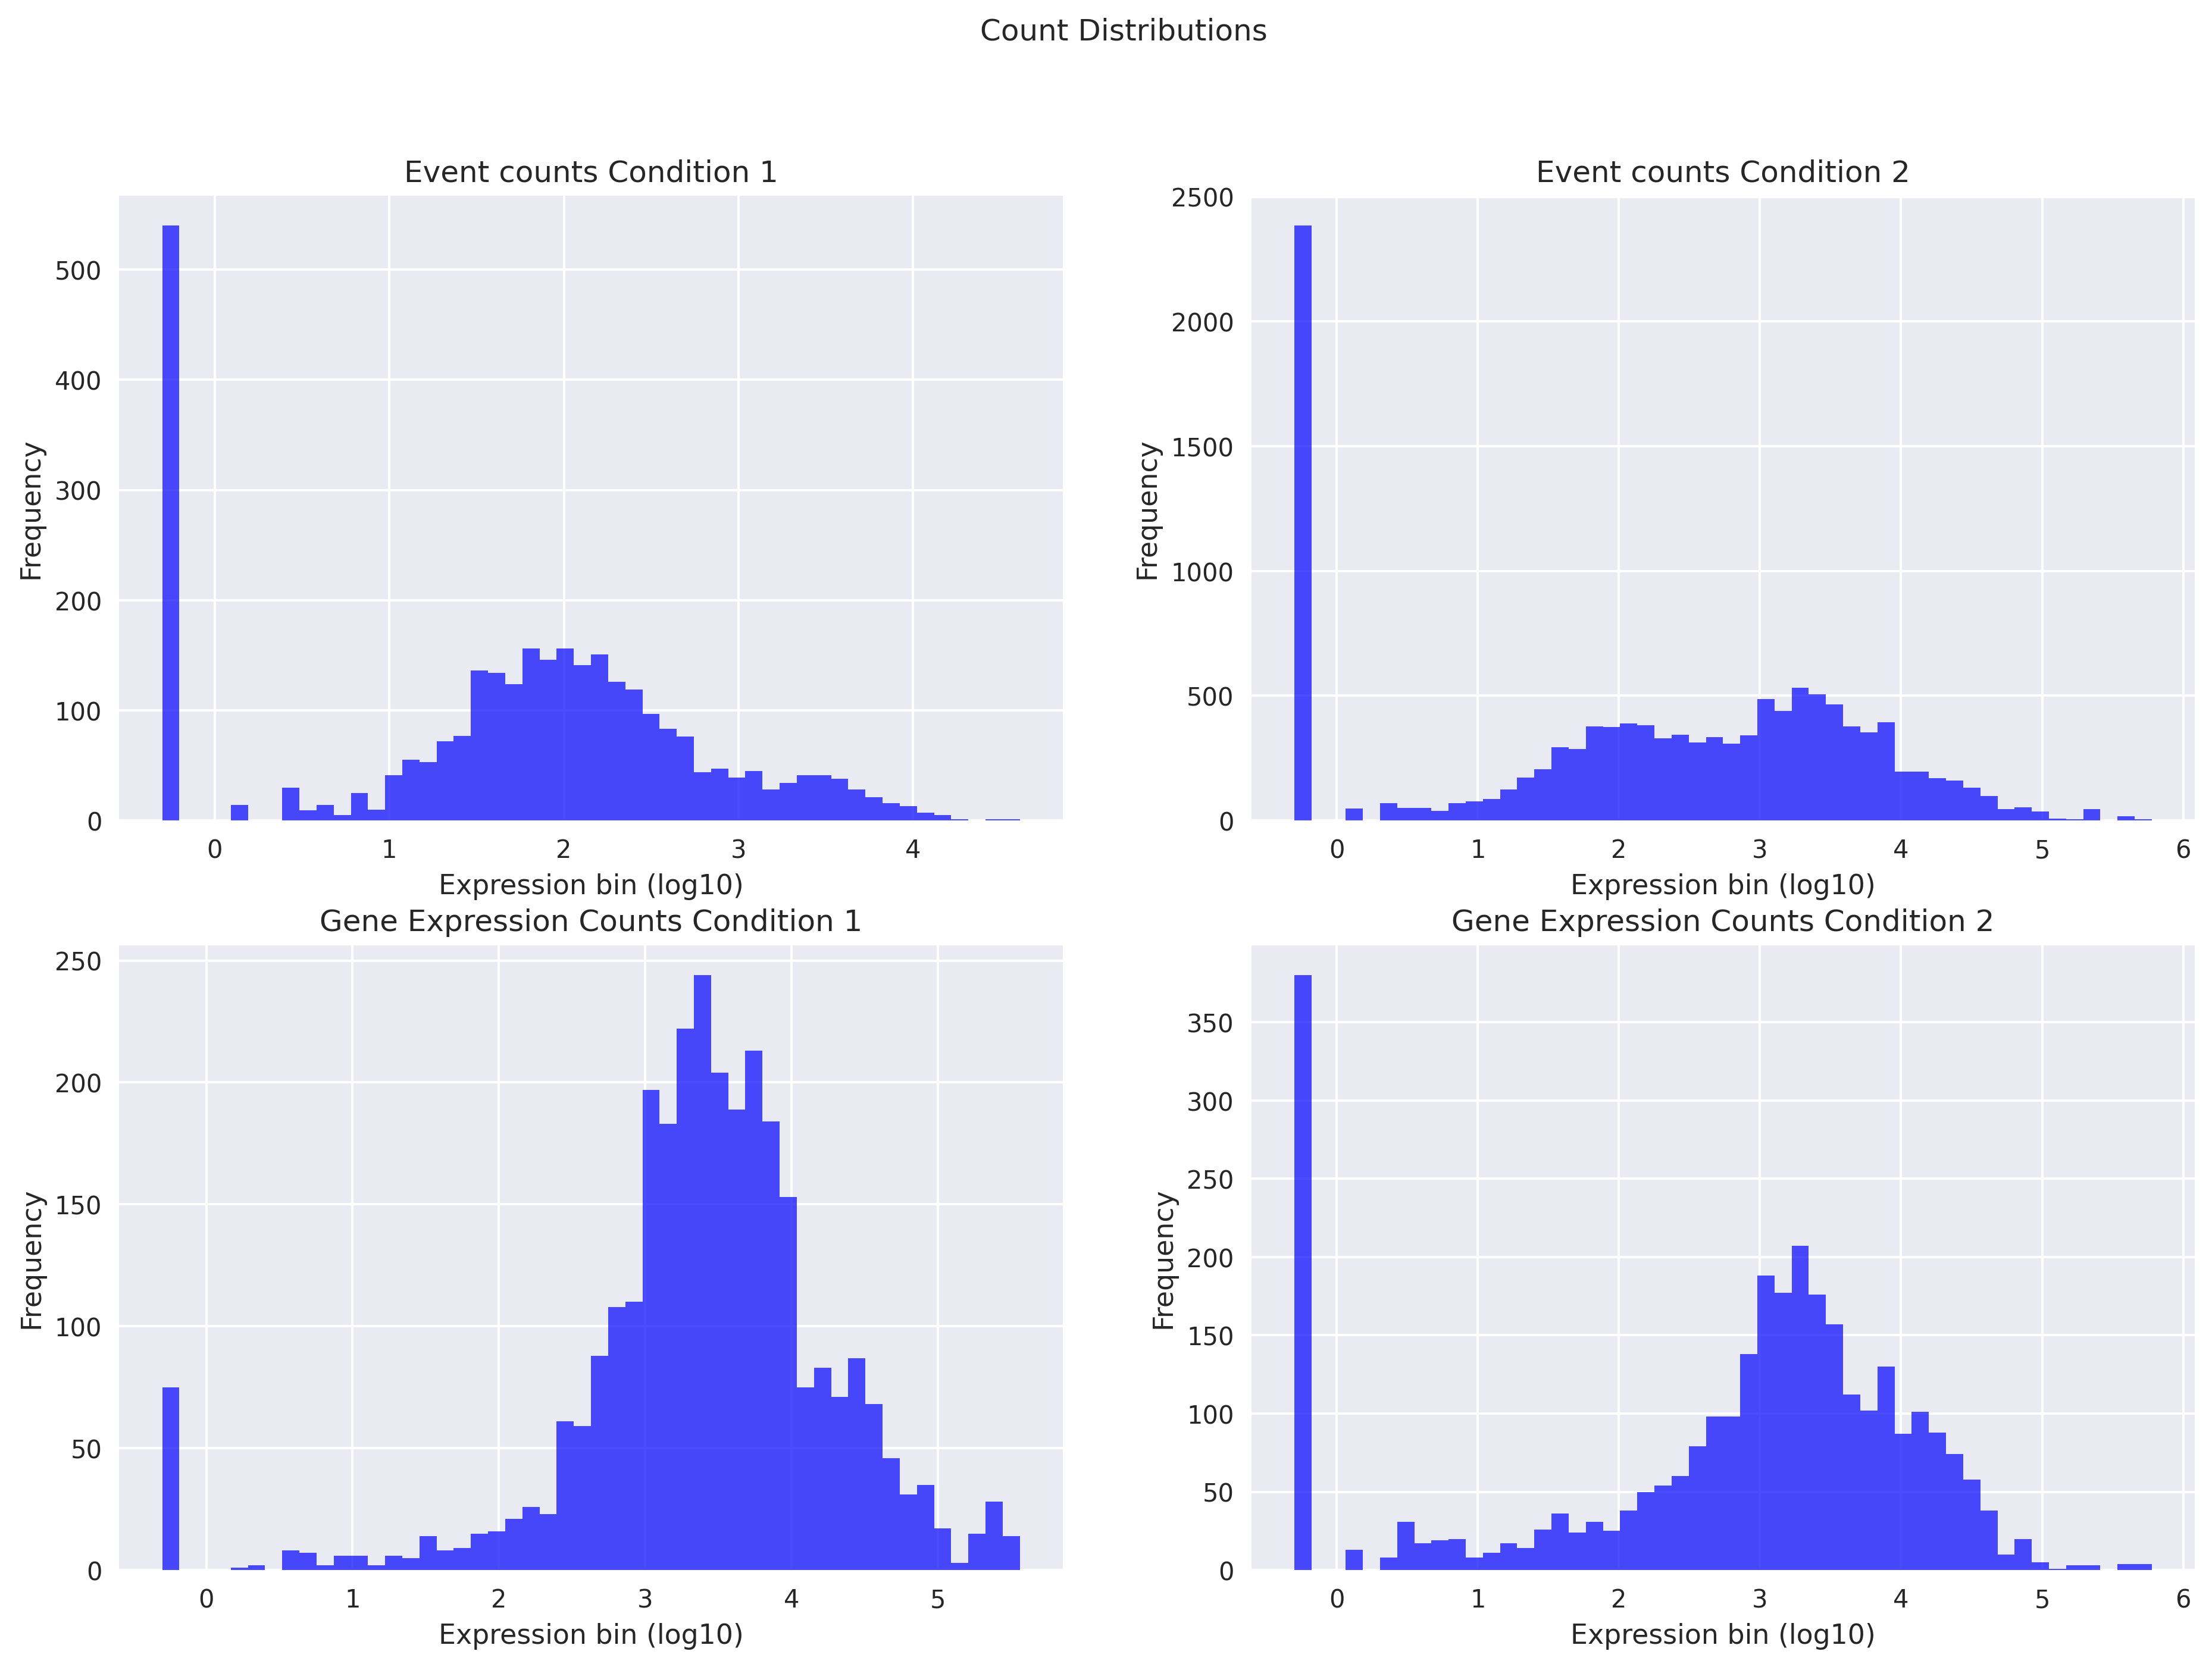 Count Distributions
Event counts Condition 1
Frequency
500
400
300
200
100
0
0 1 2 3 4
Expression bin (log10)
Event counts Condition 2
Frequency
2500
2000
1500
1000
500
0
0 1 2 3 4 5 6
Expression bin (log10)
Gene Expression Counts Condition 1
Frequency
250
200
150
100
50
0
0 1 2 3 4 5
Expression bin (log10)
Gene Expression Counts Condition 2
Frequency
350
300
250
200
150
100
50
0
0 1 2 3 4 5 6
Expression bin (log10)